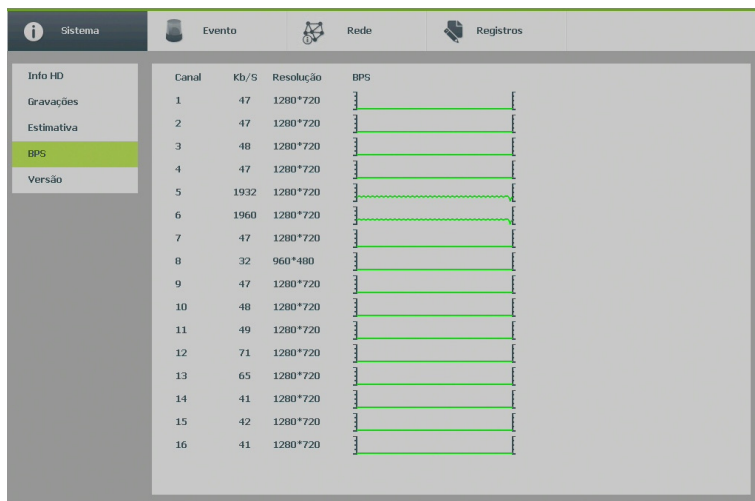 Sistema Evento Rede Registros
Info HD
Gravações
Estimativa
BPS
Versão
Canal Kb/S Resolução BPS
1 47 1280*720
2 47 1280*720
3 48 1280*720
4 47 1280*720
5 1932 1280*720
6 1960 1280*720
7 47 1280*720
8 32 960*480
9 47 1280*720
10 48 1280*720
11 49 1280*720
12 71 1280*720
13 65 1280*720
14 41 1280*720
15 42 1280*720
16 41 1280*720